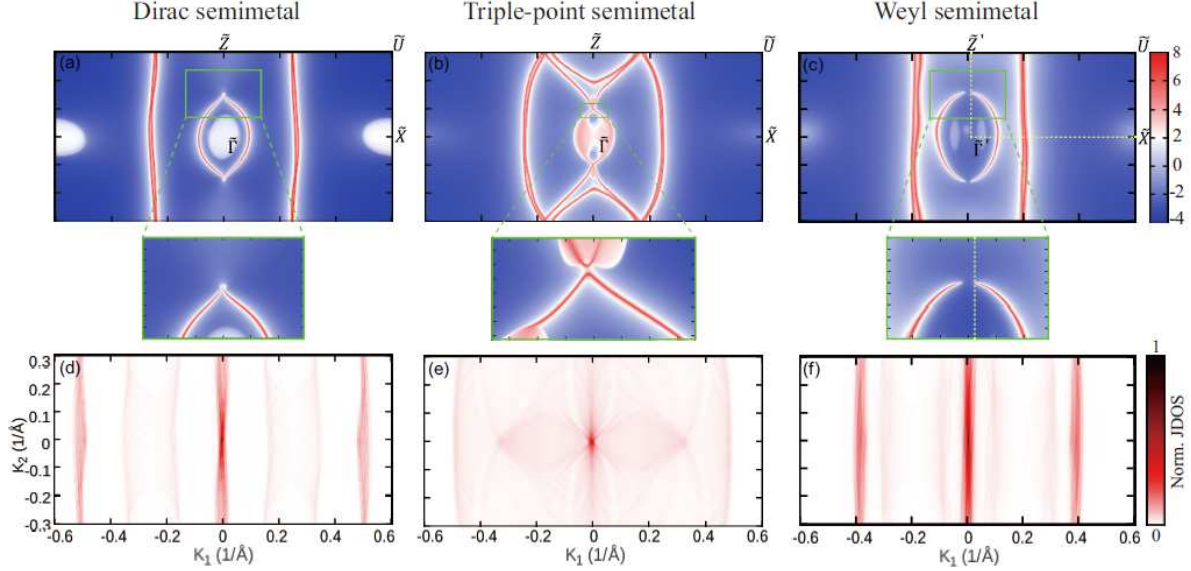 Dirac semimetal
Triple-point semimetal
Weyl semimetal
Z̃ Ũ
Z̃ Ũ
Z̃' Ũ
(a)
(b)
(c)
Γ̃ X̃
Γ̃ X̃
Γ̃' X̃
8
6
4
2
0
-2
-4
(d)
(e)
(f)
0.3
0.2
0.1
0
-0.1
-0.2
-0.3
K₂ (1/Å)
-0.6 -0.4 -0.2 0 0.2 0.4 0.6
-0.6 -0.4 -0.2 0 0.2 0.4 0.6
-0.6 -0.4 -0.2 0 0.2 0.4 0.6
K₁ (1/Å)
K₁ (1/Å)
K₁ (1/Å)
1
Norm. JDOS
0